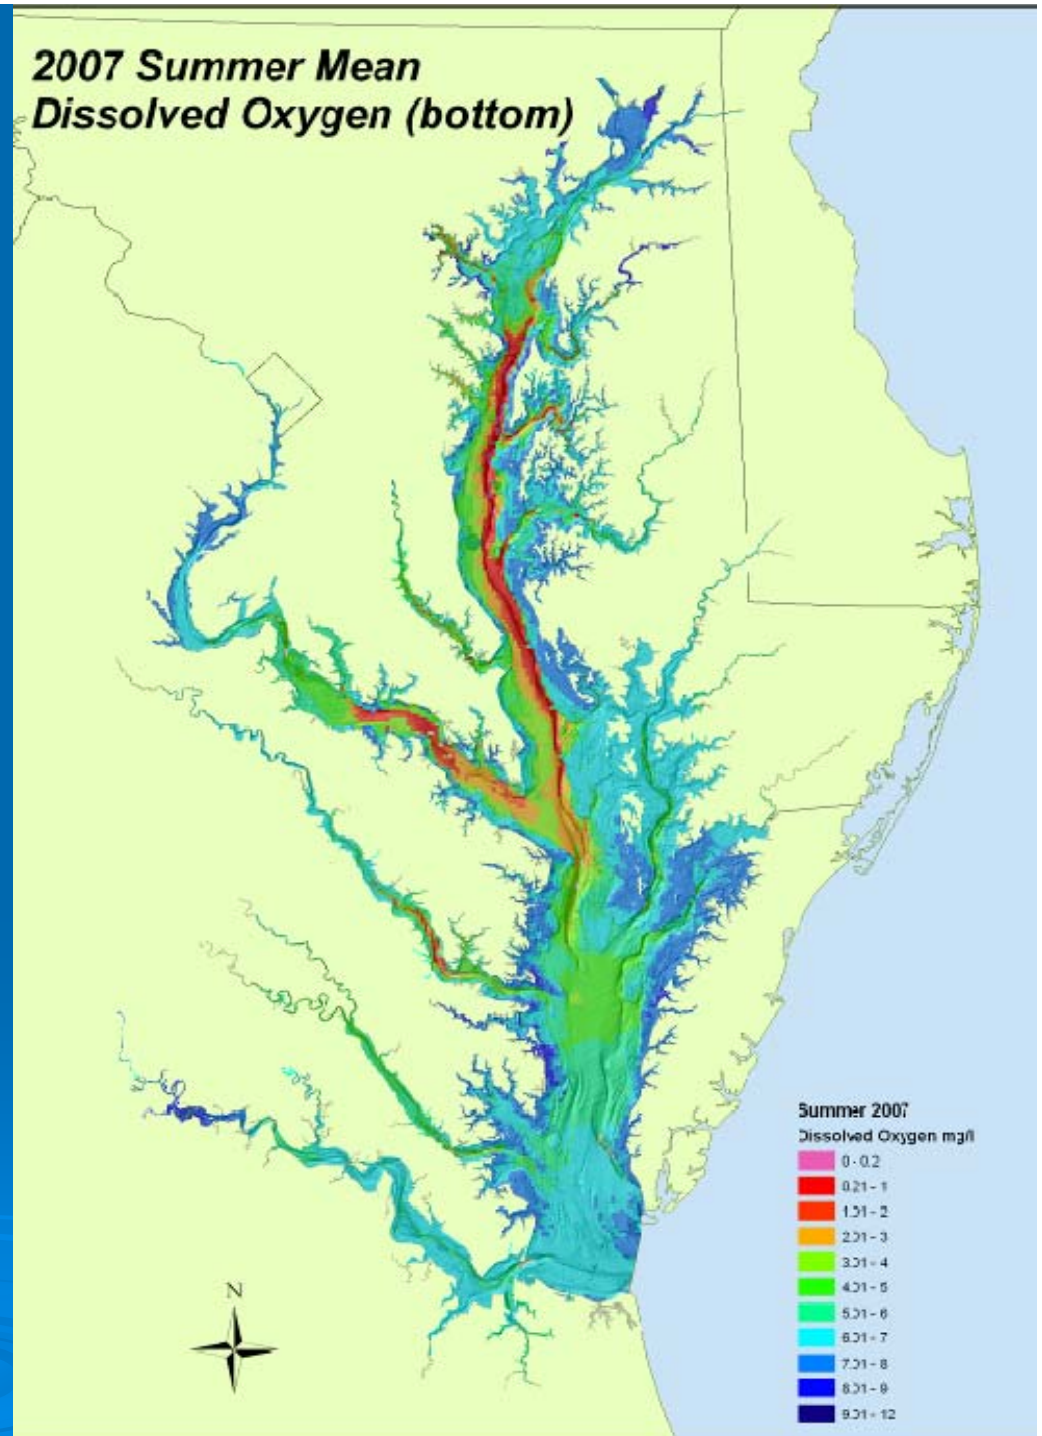 2007 Summer Mean
Dissolved Oxygen (bottom)
N
Summer 2007
Dissolved Oxygen mg/l
0 - 0.2
0.21 - 1
1.01 - 2
2.01 - 3
3.01 - 4
4.01 - 5
5.01 - 6
6.01 - 7
7.01 - 8
8.01 - 9
9.01 - 12